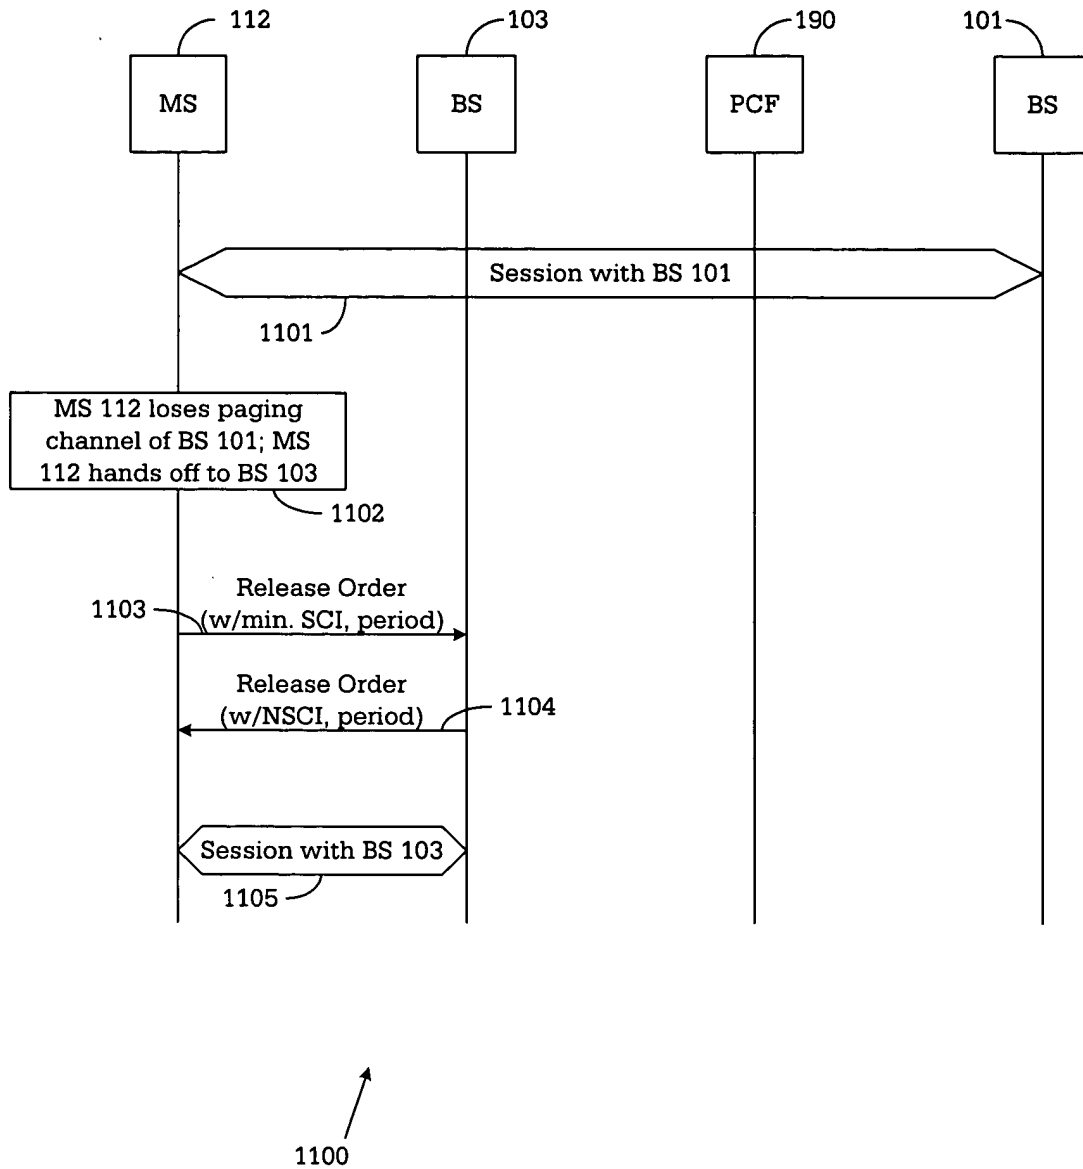 112
103
190
101
MS
BS
PCF
BS
Session with BS 101
1101
MS 112 loses paging
channel of BS 101; MS
112 hands off to BS 103
1102
Release Order
1103
(w/min. SCI, period)
Release Order
(w/NSCI, period)
1104
Session with BS 103
1105
1100